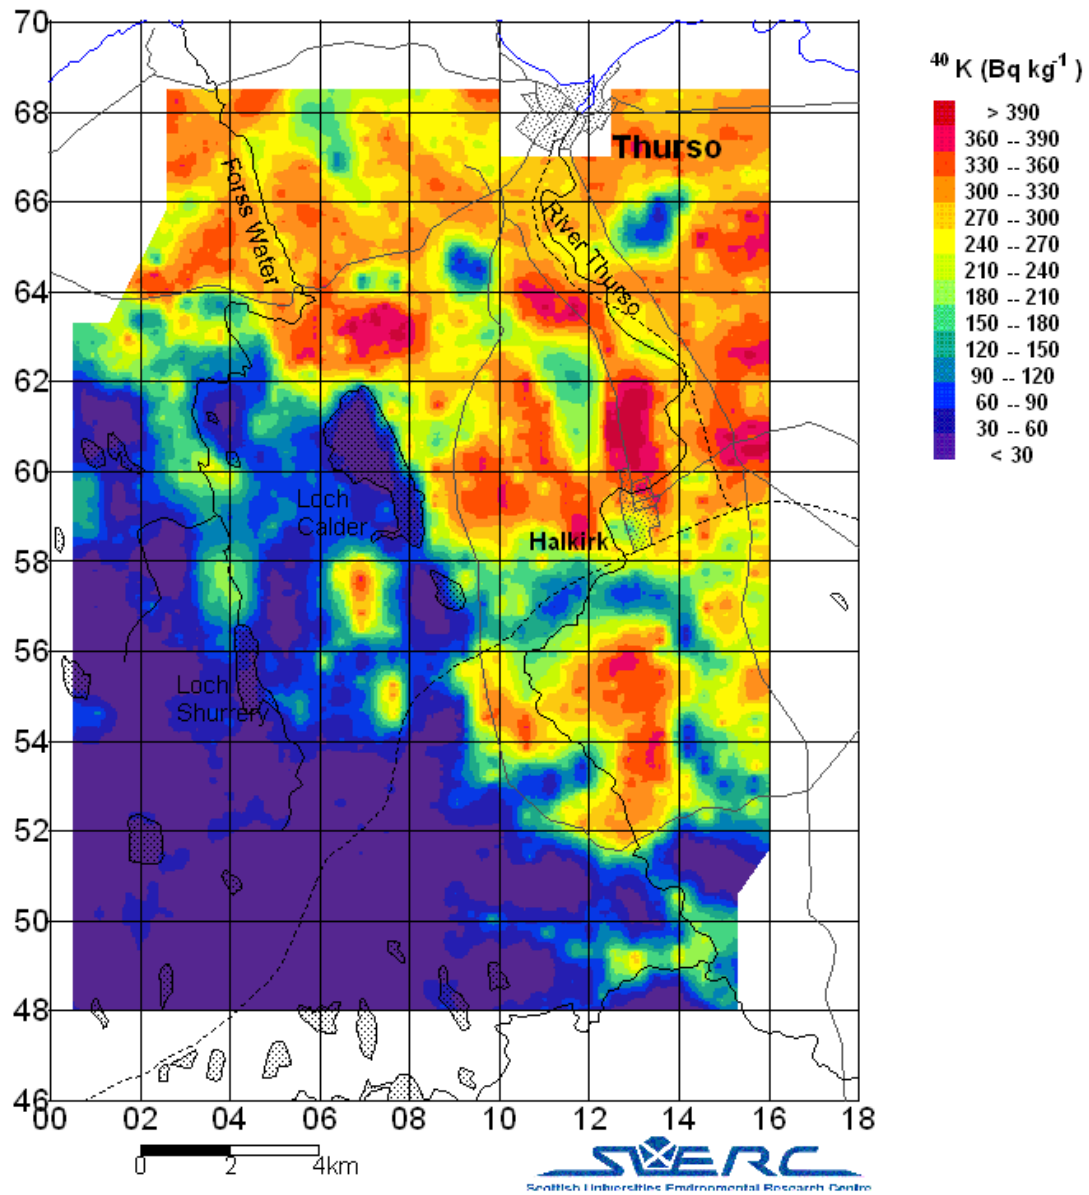 70
68
66
64
62
60
58
56
54
52
50
48
46
00 02 04 06 08 10 12 14 16 18
Thurso
Forss Water
River Thurso
Loch
Calder
Halkirk
Loch
Shurrery
40 K (Bq kg-1 )
> 390
360 -- 390
330 -- 360
300 -- 330
270 -- 300
240 -- 270
210 -- 240
180 -- 210
150 -- 180
120 -- 150
90 -- 120
60 -- 90
30 -- 60
< 30
0 2 4km
SUERC
Scottish Universities Environmental Research Centre